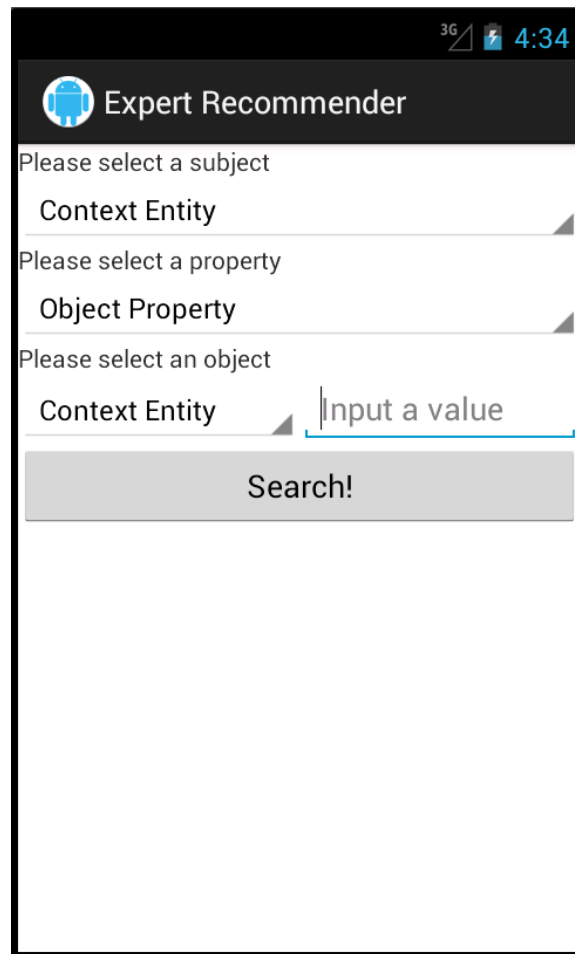 3G 4:34
Expert Recommender
Please select a subject
Context Entity
Please select a property
Object Property
Please select an object
Context Entity Input a value
Search!